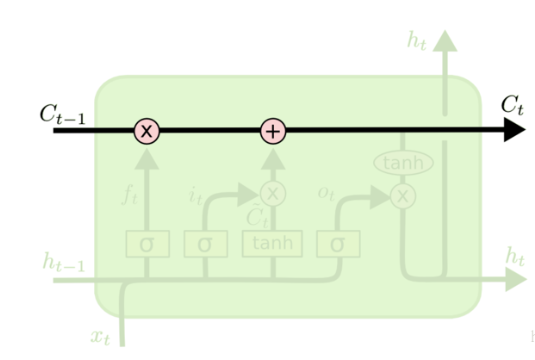 h_t
C_{t−1} x + C_t
tanh
f_t i_t x o_t x
C̃_t
σ σ tanh σ
h_{t−1} h_t
x_t
}